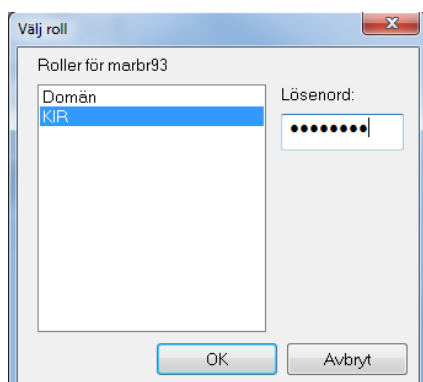 Välj roll
Roller för marbr93
Domän
KIR
Lösenord:
●●●●●●●●
OK
Avbryt